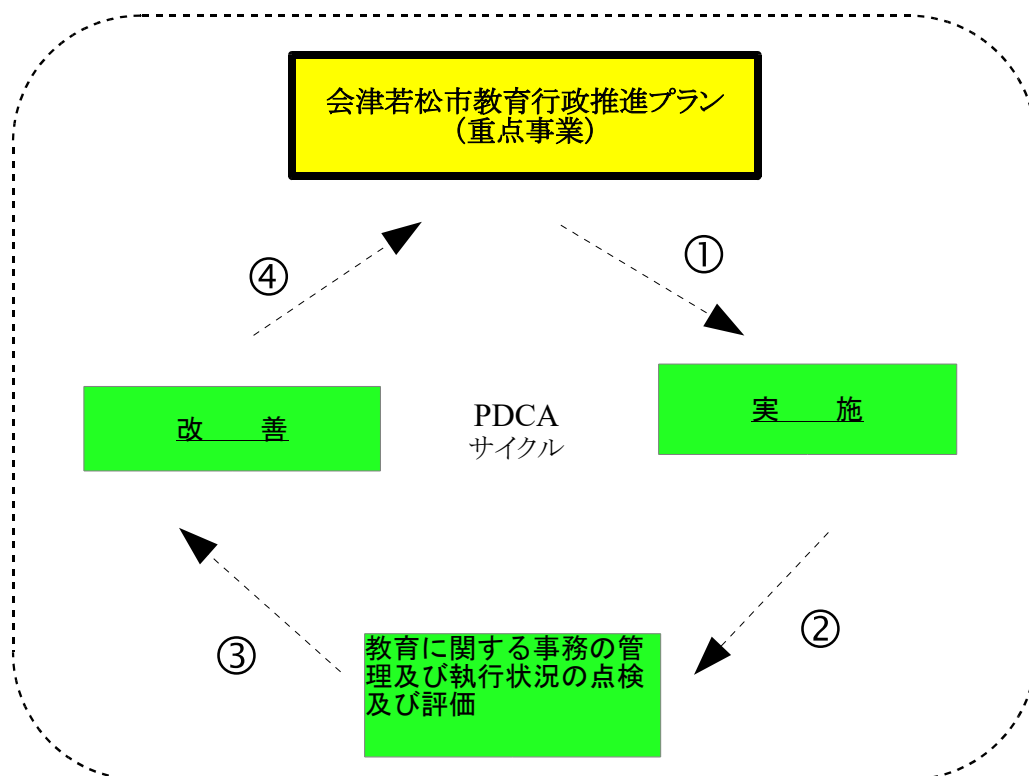 会津若松市教育行政推進プラン
（重点事業）
④
①
改　　善
PDCA
サイクル
実　　施
③
②
教育に関する事務の管
理及び執行状況の点検
及び評価